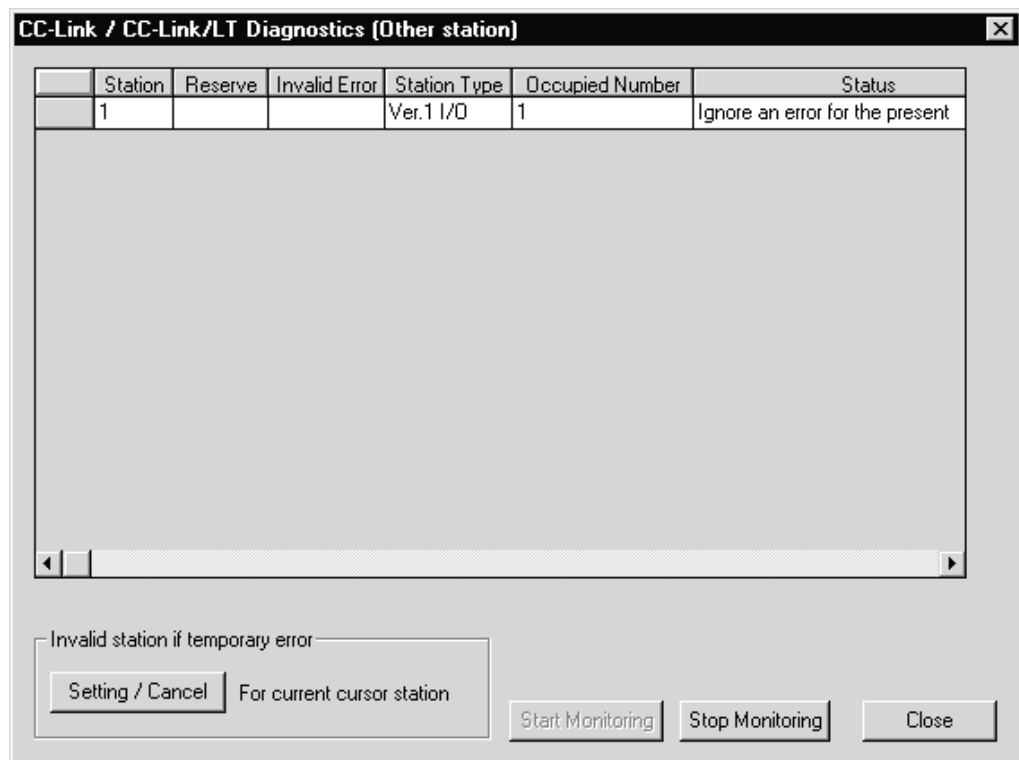 CC-Link / CC-Link/LT Diagnostics (Other station)
Station Reserve Invalid Error Station Type Occupied Number Status
1 Ver.1 I/O 1 Ignore an error for the present
Invalid station if temporary error
Setting / Cancel For current cursor station
Start Monitoring Stop Monitoring Close